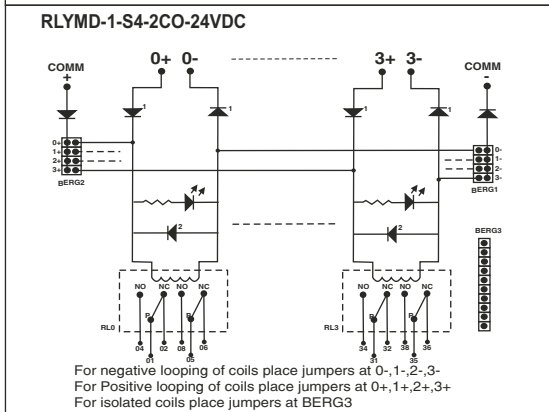 RLYMD-1-S4-2CO-24VDC
0+ 0- 3+ 3-
COMM COMM
+ -
1 1 1 1
0+ 0-
1+ 1-
2+ 2-
3+ 3-
BERG2 BERG1
2 2
BERG3
NO NC NO NC NO NC NO NC
P P P P
RL0 RL3
04 02 08 06 34 32 38 36
01 05 31 35
For negative looping of coils place jumpers at 0-,1-,2-,3-
For Positive looping of coils place jumpers at 0+,1+,2+,3+
For isolated coils place jumpers at BERG3